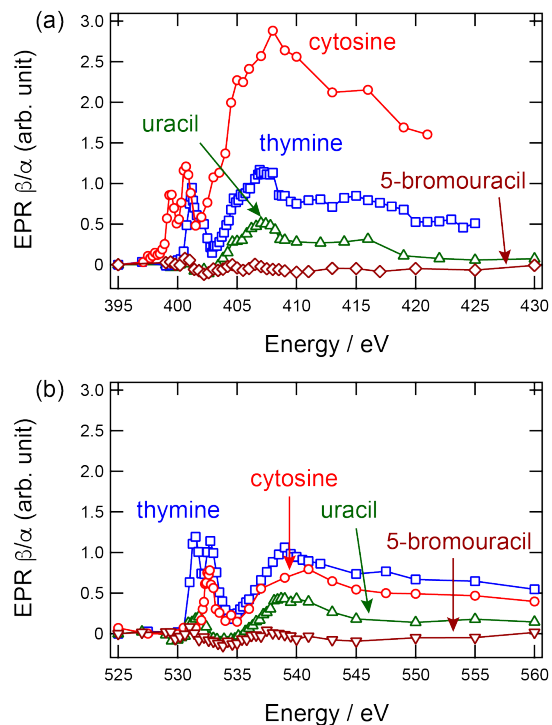 (a)
3.0
cytosine
2.5
2.0
uracil
1.5
thymine
5-bromouracil
1.0
0.5
0
EPR β/α (arb. unit)
395 400 405 410 415 420 425 430
Energy / eV
(b)
3.0
2.5
2.0
cytosine
1.5
thymine
uracil
5-bromouracil
1.0
0.5
0
EPR β/α (arb. unit)
525 530 535 540 545 550 555 560
Energy / eV